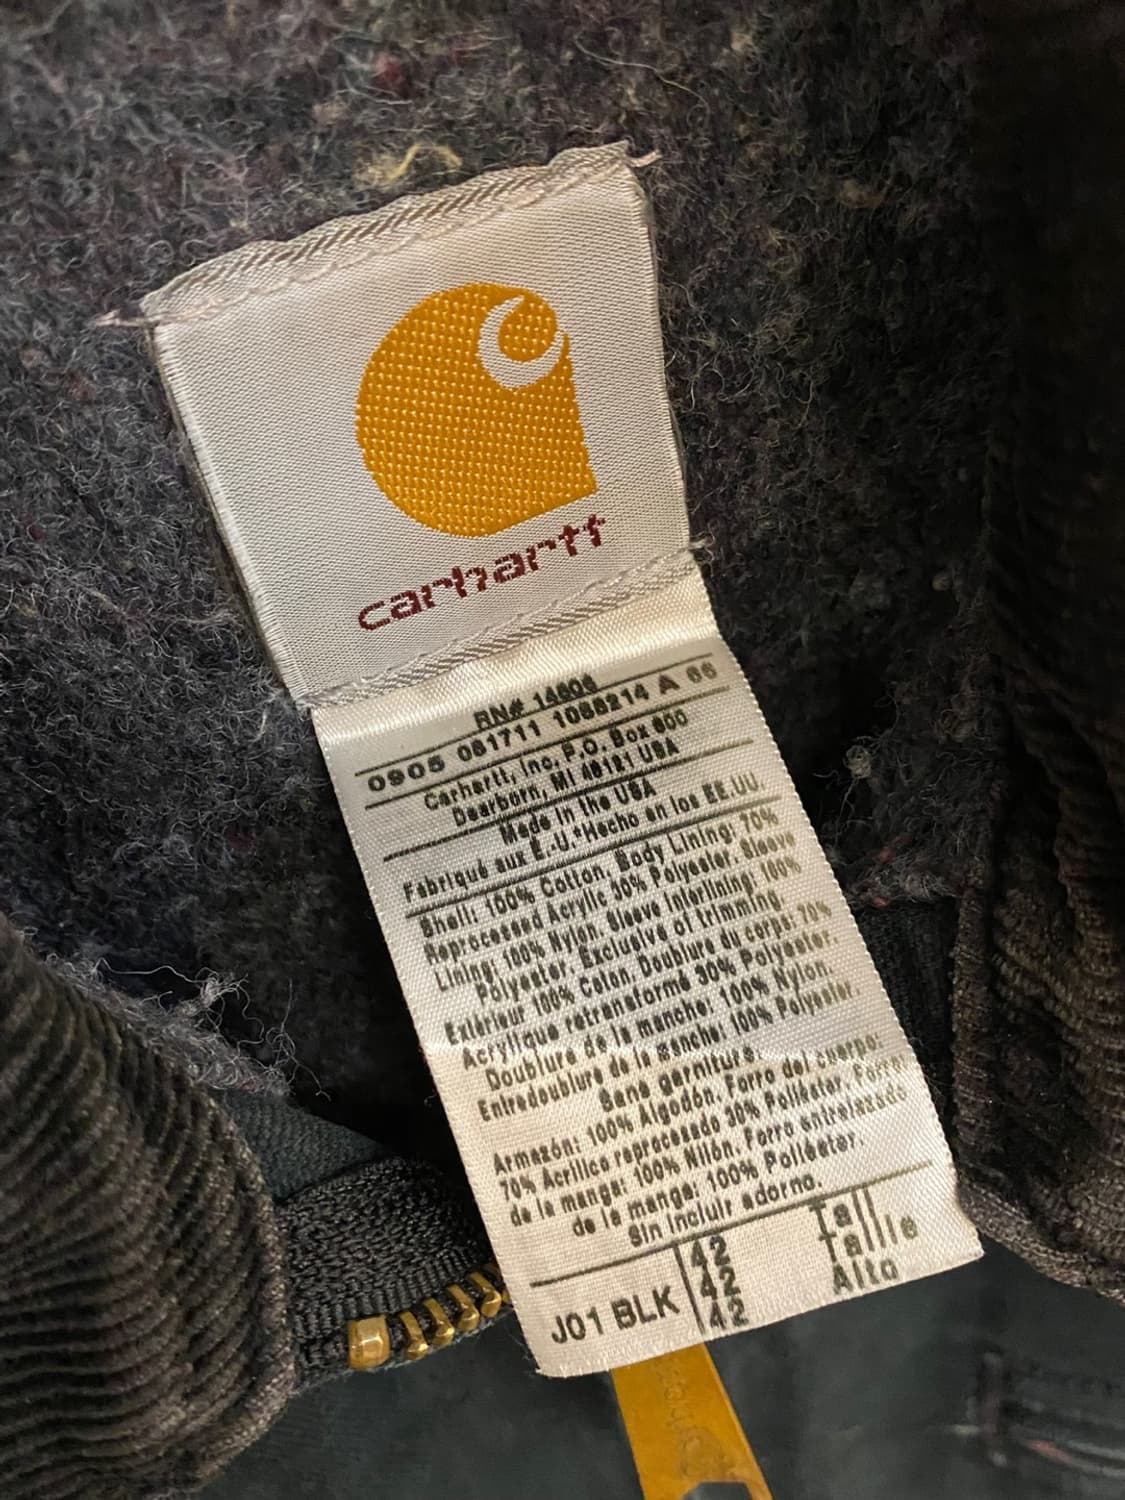 carhartt
RN# 14806
0905 081711 1088214 A 66
Carhartt, Inc, P.O. Box 600
Dearborn, MI 48121 USA
Made in the USA
Fabriqué aux E.-U.*Hecho en los EE.UU.
Shell: 100% Cotton. Body Lining: 70%
Reprocessed Acrylic 30% Polyester. Sleeve
Lining: 100% Nylon. Sleeve Interlining: 100%
Polyester. Exclusive of trimming.
Extérieur 100% Coton. Doublure du corps: 70%
Acrylique retransformé 30% Polyester.
Doublure de la manche: 100% Nylon.
Entredoublure de la manche: 100% Polyester.
Sans garniture.
Armazón: 100% Algodón. Forro del cuerpo:
70% Acrílico reprocessado 30% Poliéster. Forro
de la manga: 100% Nilón. Forro entrelazado
de la manga: 100% Poliéster.
Sin incluir adorno.
J01 BLK
42 Tall
42 Taille
42 Alto